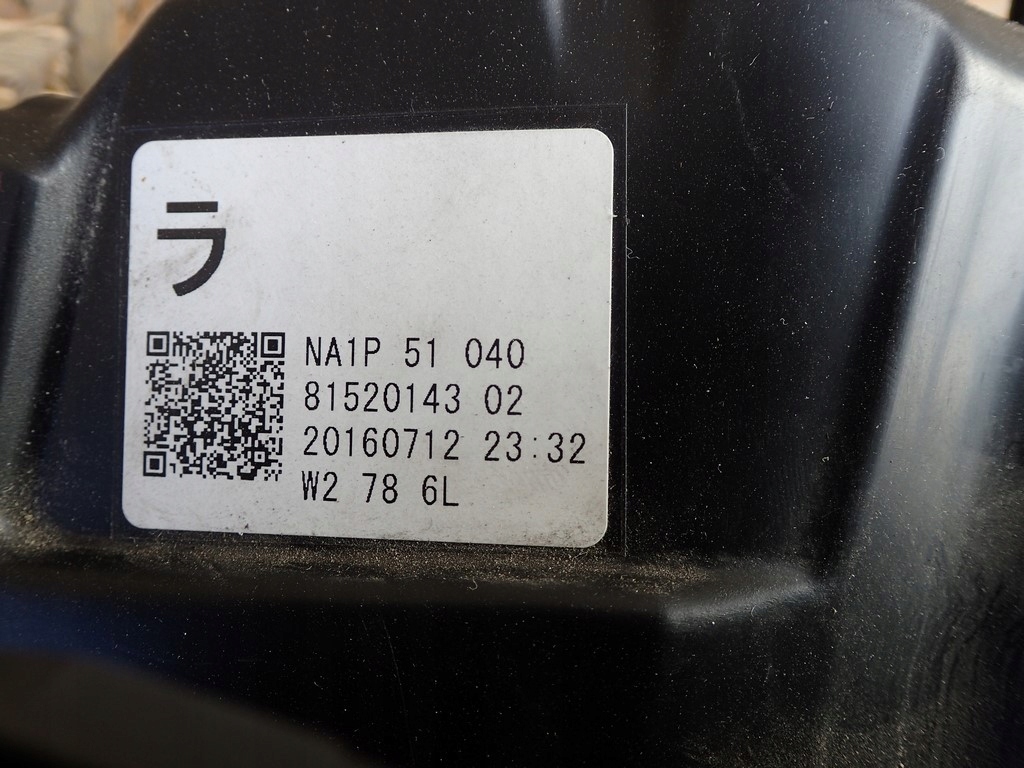 ラ
NA1P 51 040
81520143 02
20160712 23:32
W2 78 6L